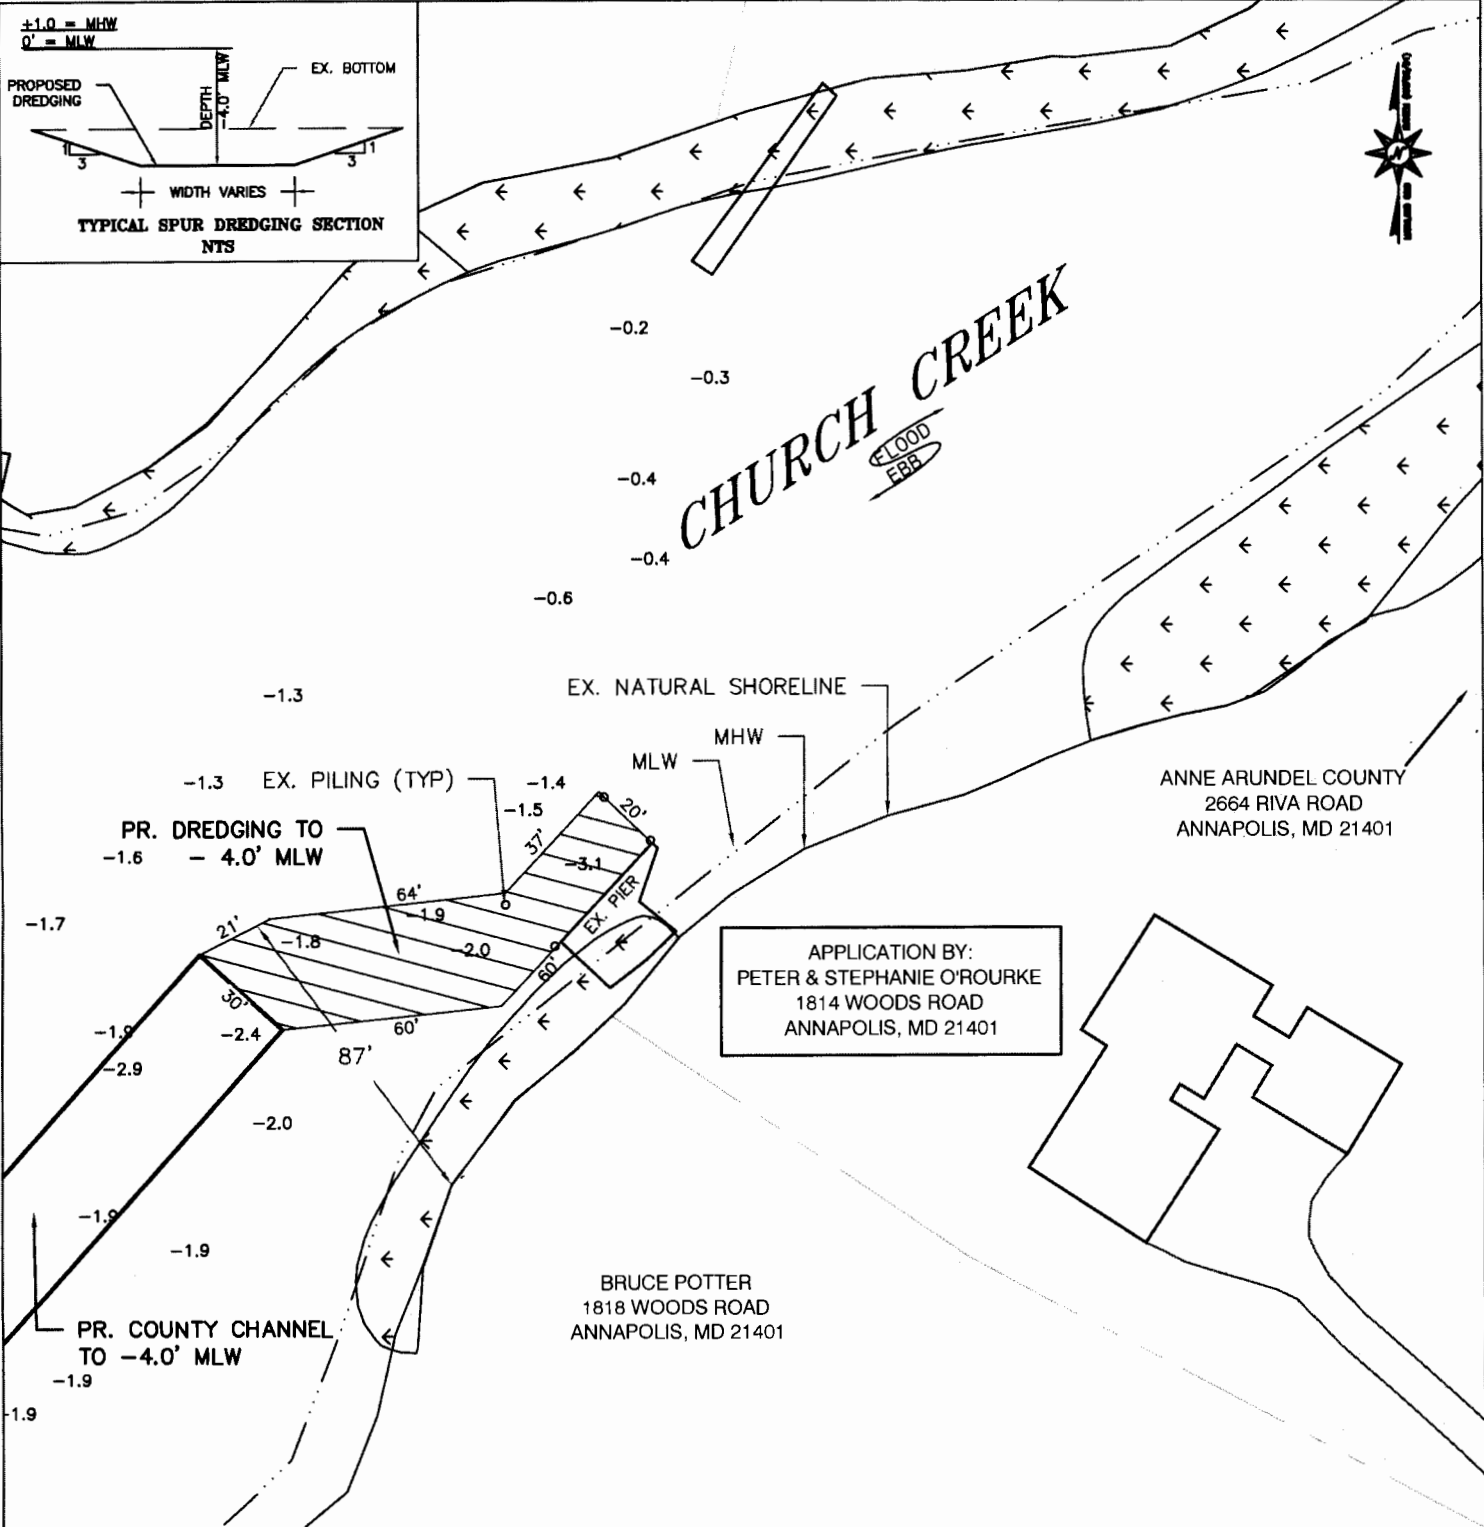 +1.0 = MHW
0' = MLW
PROPOSED
DREDGING
DEPTH
-4.0' MLW
EX. BOTTOM
1
3
3
1
WIDTH VARIES
TYPICAL SPUR DREDGING SECTION
NTS
N
-0.2
-0.3
CHURCH CREEK
FLOOD
EBB
-0.4
-0.4
-0.6
-1.3
EX. NATURAL SHORELINE
MHW
MLW
-1.3
EX. PILING (TYP)
-1.4
-1.5
20'
37'
ANNE ARUNDEL COUNTY
2664 RIVA ROAD
ANNAPOLIS, MD 21401
PR. DREDGING TO
- 4.0' MLW
-1.6
-3.1
64'
EX. PIER
-1.7
21'
-1.9
-1.8
-2.0
60'
30'
60'
-1.9
-2.4
87'
-2.9
-2.0
APPLICATION BY:
PETER & STEPHANIE O'ROURKE
1814 WOODS ROAD
ANNAPOLIS, MD 21401
-1.9
-1.9
BRUCE POTTER
1818 WOODS ROAD
ANNAPOLIS, MD 21401
PR. COUNTY CHANNEL
TO -4.0' MLW
-1.9
-1.9